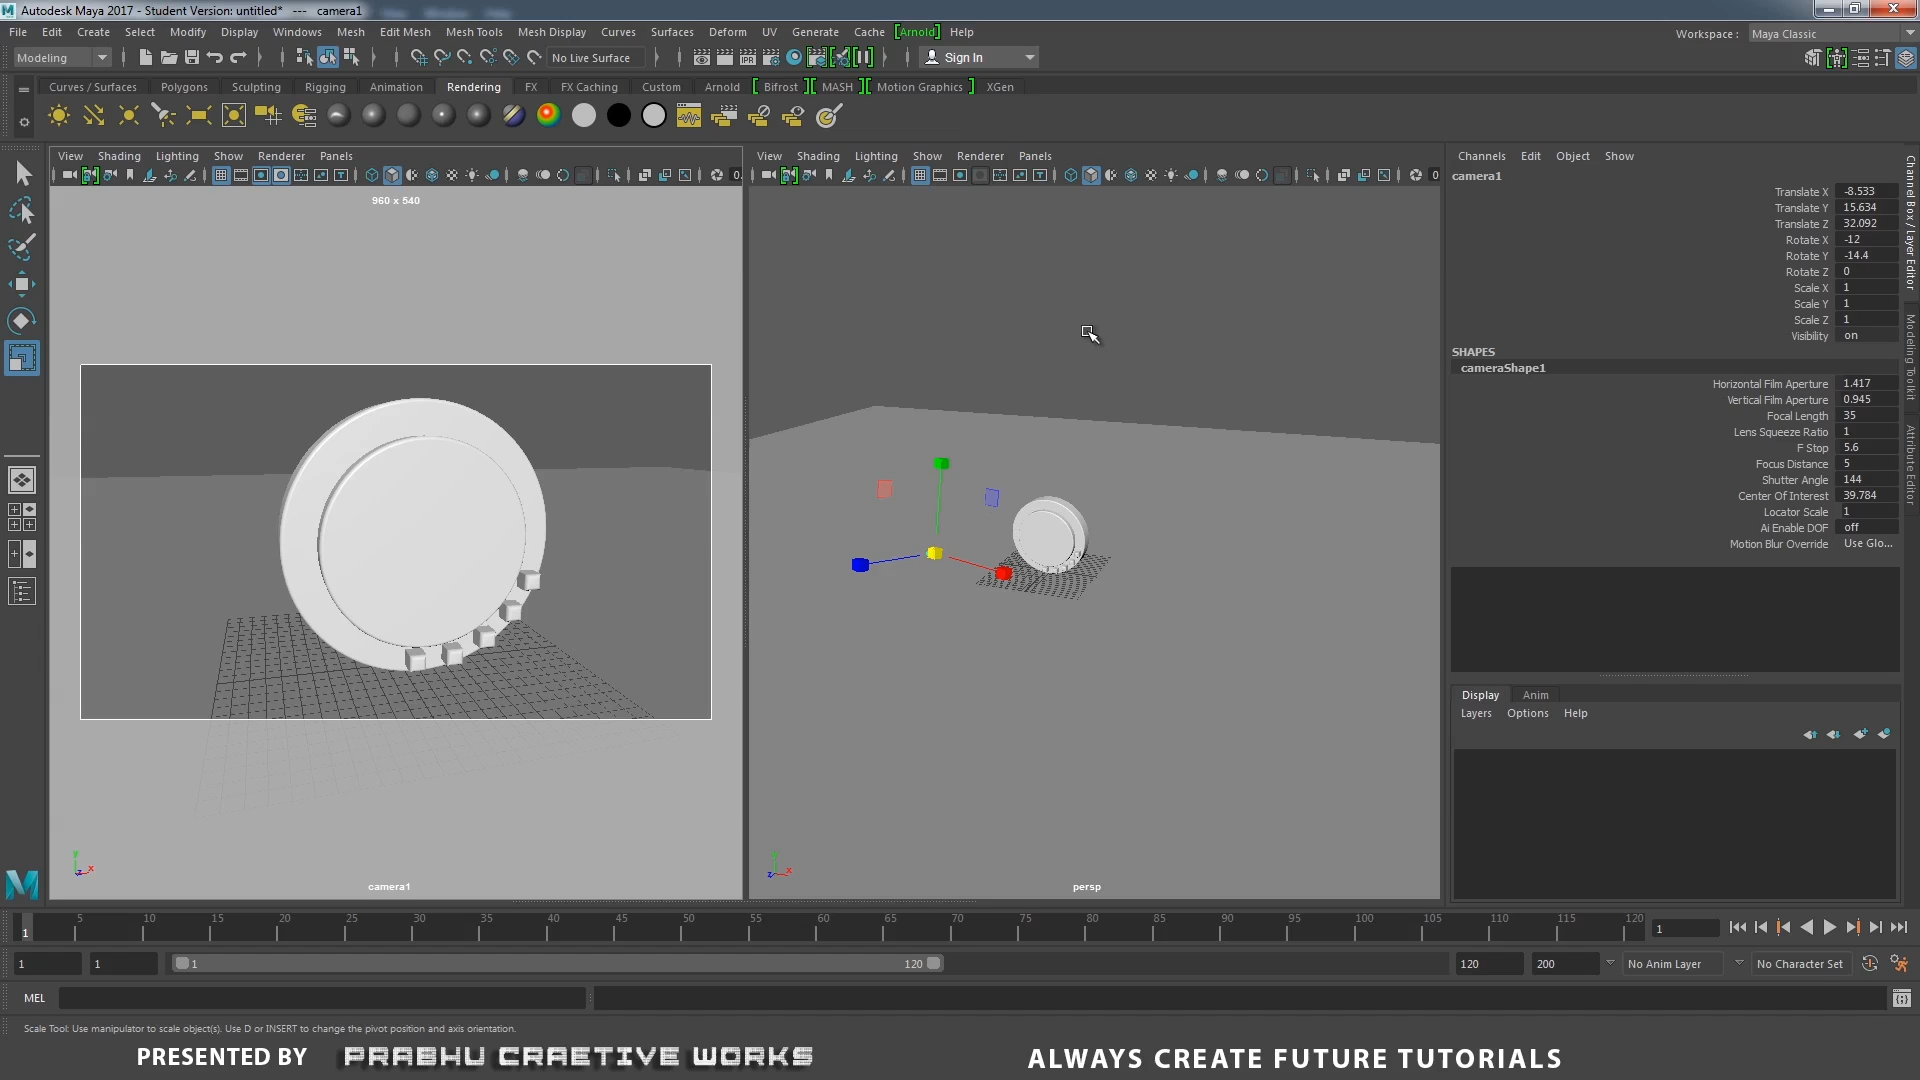 Autodesk Maya 2017 - Student Version: untitled*   ---   camera1
File Edit Create Select Modify Display Windows Mesh Edit Mesh Mesh Tools Mesh Display Curves Surfaces Deform UV Generate Cache [Arnold] Help
Workspace : Maya Classic
Modeling No Live Surface Sign In
Curves / Surfaces Polygons Sculpting Rigging Animation Rendering FX FX Caching Custom Arnold [ Bifrost ] [ MASH ] [ Motion Graphics ] XGen
View Shading Lighting Show Renderer Panels
View Shading Lighting Show Renderer Panels
960 x 540
camera1
persp
Channels Edit Object Show
camera1
Translate X -8.533
Translate Y 15.634
Translate Z 32.092
Rotate X -12
Rotate Y -14.4
Rotate Z 0
Scale X 1
Scale Y 1
Scale Z 1
Visibility on
SHAPES
cameraShape1
Horizontal Film Aperture 1.417
Vertical Film Aperture 0.945
Focal Length 35
Lens Squeeze Ratio 1
F Stop 5.6
Focus Distance 5
Shutter Angle 144
Center Of Interest 39.784
Locator Scale 1
Ai Enable DOF off
Motion Blur Override Use Glo...
Channel Box / Layer Editor
Modeling Toolkit
Attribute Editor
Display Anim
Layers Options Help
5 10 15 20 25 30 35 40 45 50 55 60 65 70 75 80 85 90 95 100 105 110 115 120
1 1
1 1 1 120 120 200 No Anim Layer No Character Set
MEL
Scale Tool: Use manipulator to scale object(s). Use D or INSERT to change the pivot position and axis orientation.
PRESENTED BY PRABHU CRAETIVE WORKS
ALWAYS CREATE FUTURE TUTORIALS